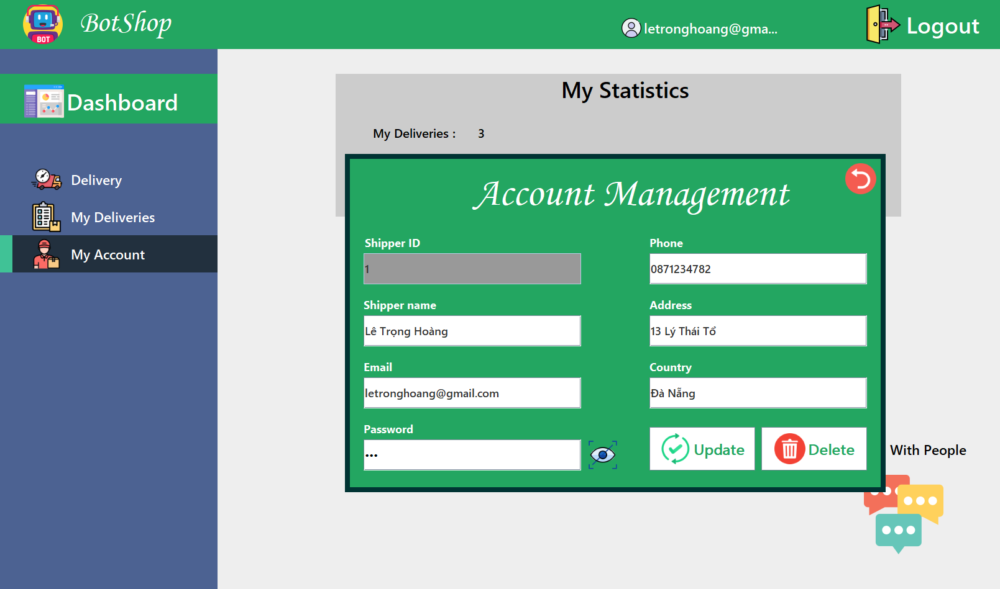 BotShop
BOT
letronghoang@gma...
Logout
Dashboard
Delivery
My Deliveries
My Account
My Statistics
My Deliveries : 3
Account Management
Shipper ID
1
Phone
0871234782
Shipper name
Lê Trọng Hoàng
Address
13 Lý Thái Tổ
Email
letronghoang@gmail.com
Country
Đà Nẵng
Password
•••
Update
Delete
With People